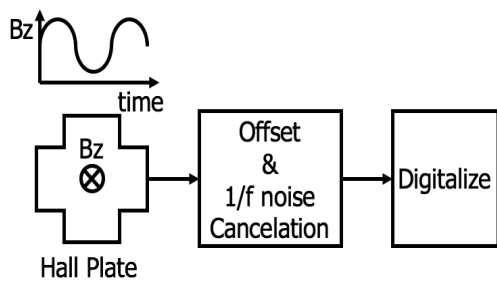 Bz
time
Bz
Hall Plate
Offset
&
1/f noise
Cancelation
Digitalize